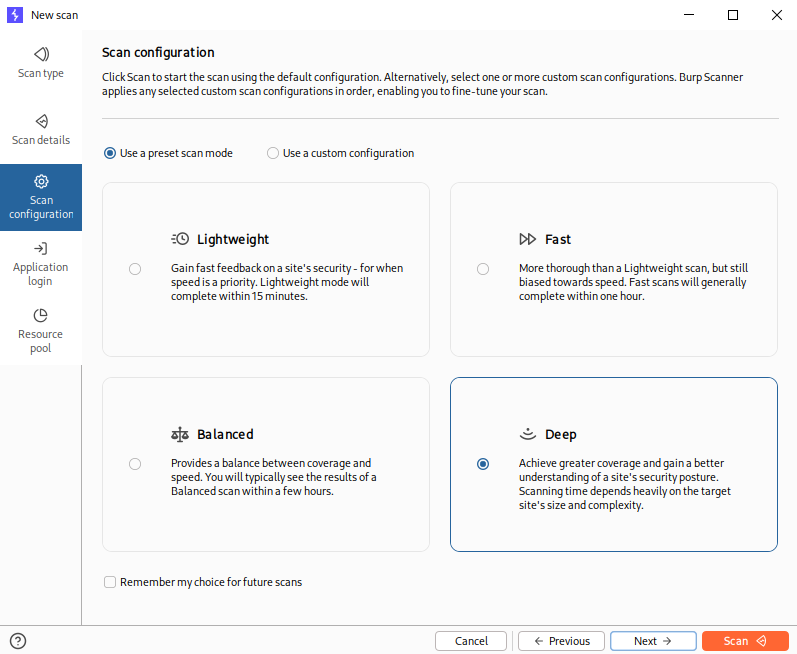 New scan
Scan type
Scan details
Scan
configuration
Application
login
Resource
pool
Scan configuration
Click Scan to start the scan using the default configuration. Alternatively, select one or more custom scan configurations. Burp Scanner
applies any selected custom scan configurations in order, enabling you to fine-tune your scan.
Use a preset scan mode
Use a custom configuration
Lightweight
Gain fast feedback on a site's security - for when
speed is a priority. Lightweight mode will
complete within 15 minutes.
Fast
More thorough than a Lightweight scan, but still
biased towards speed. Fast scans will generally
complete within one hour.
Balanced
Provides a balance between coverage and
speed. You will typically see the results of a
Balanced scan within a few hours.
Deep
Achieve greater coverage and gain a better
understanding of a site's security posture.
Scanning time depends heavily on the target
site's size and complexity.
Remember my choice for future scans
Cancel
Previous
Next
Scan